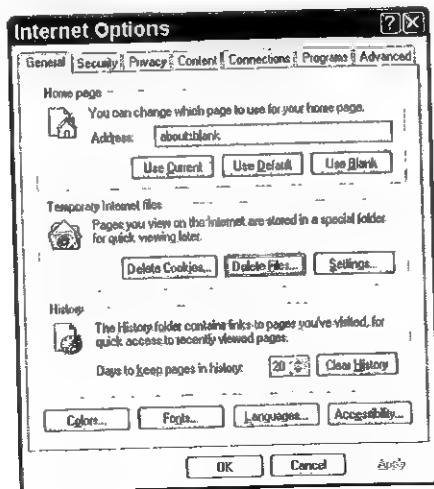 Internet Options
General Security Privacy Content Connections Programs Advanced
Home page
You can change which page to use for your home page.
Address: about:blank
Use Current Use Default Use Blank
Temporary Internet files
Pages you view on the Internet are stored in a special folder
for quick viewing later.
Delete Cookies... Delete Files... Settings...
History
The History folder contains links to pages you've visited, for
quick access to recently viewed pages.
Days to keep pages in history: 20 Clear History
Colors... Fonts... Languages... Accessibility...
OK Cancel Apply